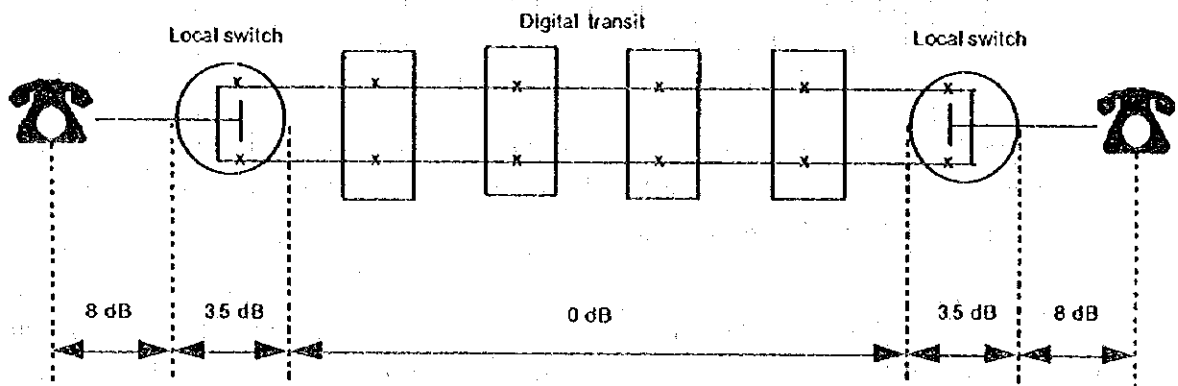 Digital transit
Local switch
Local switch
x x x x x x
x x x x x x
8 dB 3.5 dB 0 dB 3.5 dB 8 dB